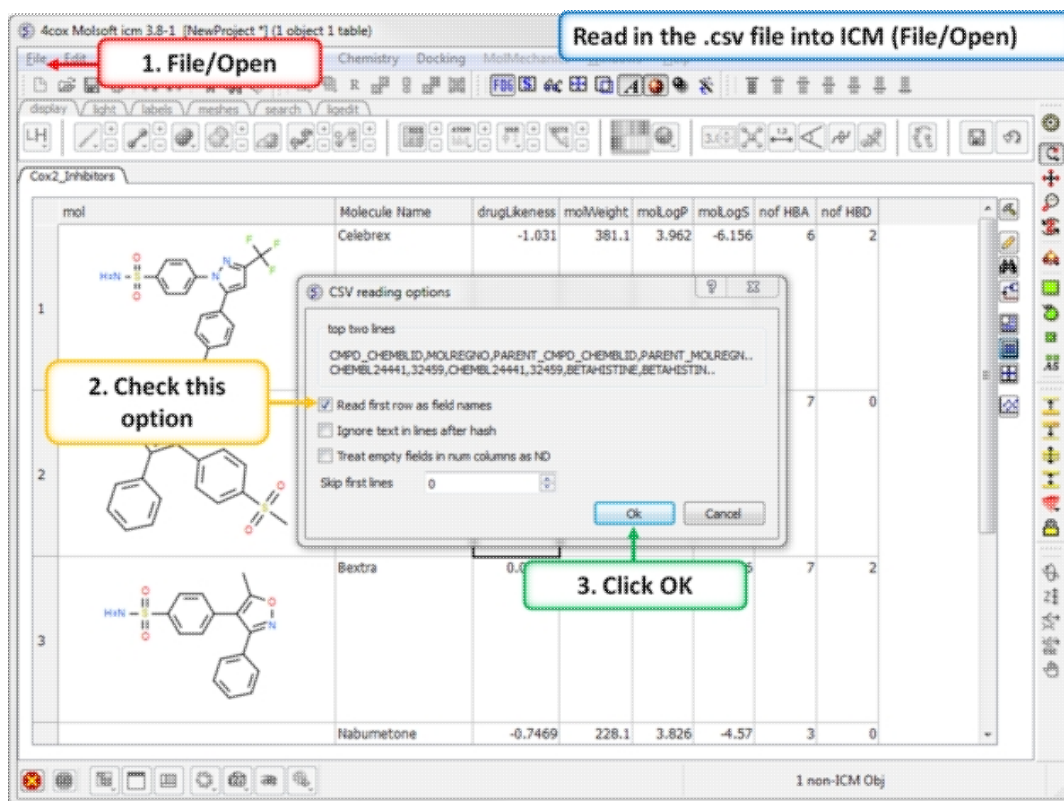 4cox Molsoft icm 3.8-1 [NewProject *] (1 object 1 table)
Read in the .csv file into ICM (File/Open)
File Edit
1. File/Open
Chemistry Docking MolMechanics
display light labels meshes search ligedit
Cox2_Inhibitors
mol Molecule Name drugLikeness molWeight molLogP molLogS nof HBA nof HBD
1 Celebrex -1.031 381.1 3.962 -6.156 6 2
CSV reading options
top two lines
CMPD_CHEMBLID,MOLREGNO,PARENT_CMPD_CHEMBLID,PARENT_MOLREGN..
CHEMBL24441,32459,CHEMBL24441,32459,BETAHISTINE,BETAHISTIN..
2. Check this
option
Read first row as field names
Ignore text in lines after hash
Treat empty fields in num columns as ND
Skip first lines 0
Ok Cancel
2 7 0
3. Click OK
3 Bextra 7 2
Nabumetone -0.7469 228.1 3.826 -4.57 3 0
1 non-ICM Obj